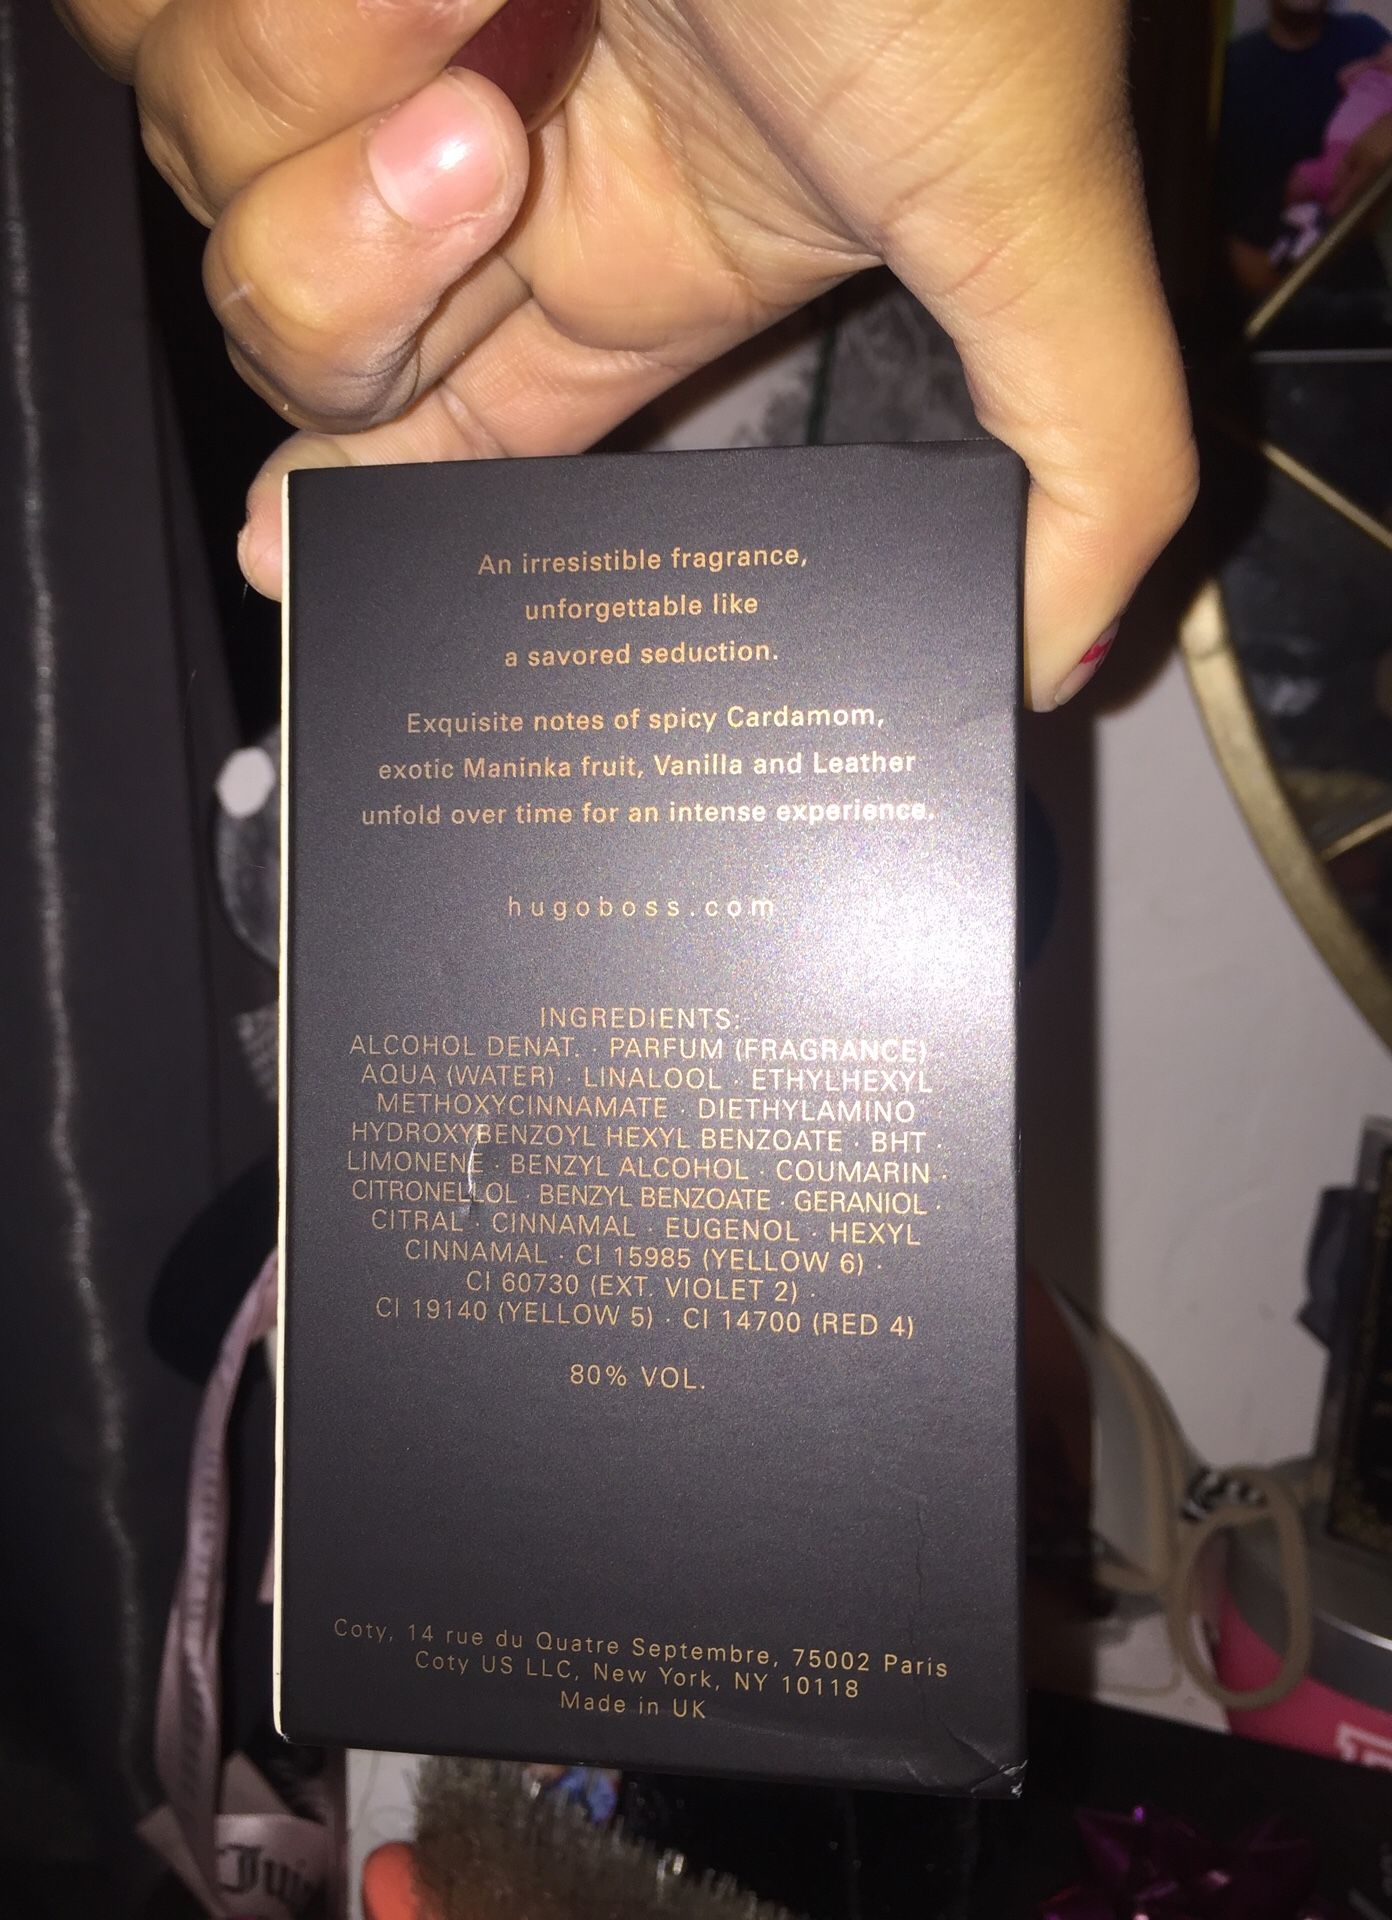 An irresistible fragrance,
unforgettable like
a savored seduction.
Exquisite notes of spicy Cardamom,
exotic Maninka fruit, Vanilla and Leather
unfold over time for an intense experience.
hugoboss.com
INGREDIENTS:
ALCOHOL DENAT. · PARFUM (FRAGRANCE)
AQUA (WATER) · LINALOOL · ETHYLHEXYL
METHOXYCINNAMATE · DIETHYLAMINO
HYDROXYBENZOYL HEXYL BENZOATE · BHT ·
LIMONENE · BENZYL ALCOHOL · COUMARIN ·
CITRONELLOL · BENZYL BENZOATE · GERANIOL ·
CITRAL · CINNAMAL · EUGENOL · HEXYL
CINNAMAL · CI 15985 (YELLOW 6) ·
CI 60730 (EXT. VIOLET 2) ·
CI 19140 (YELLOW 5) · CI 14700 (RED 4)
80% VOL.
Coty, 14 rue du Quatre Septembre, 75002 Paris
Coty US LLC, New York, NY 10118
Made in UK